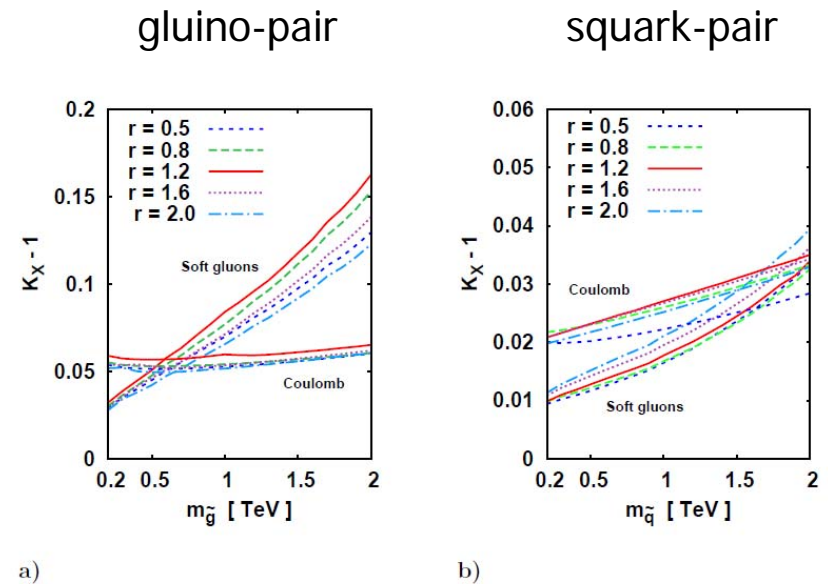 gluino-pair
squark-pair
0.2
0.15
0.1
0.05
0
K_X - 1
r = 0.5
r = 0.8
r = 1.2
r = 1.6
r = 2.0
Soft gluons
Coulomb
0.2 0.5 1 1.5 2
m_g̃ [ TeV ]
a)
0.06
0.05
0.04
0.03
0.02
0.01
0
K_X - 1
r = 0.5
r = 0.8
r = 1.2
r = 1.6
r = 2.0
Coulomb
Soft gluons
0.2 0.5 1 1.5 2
m_q̃ [ TeV ]
b)